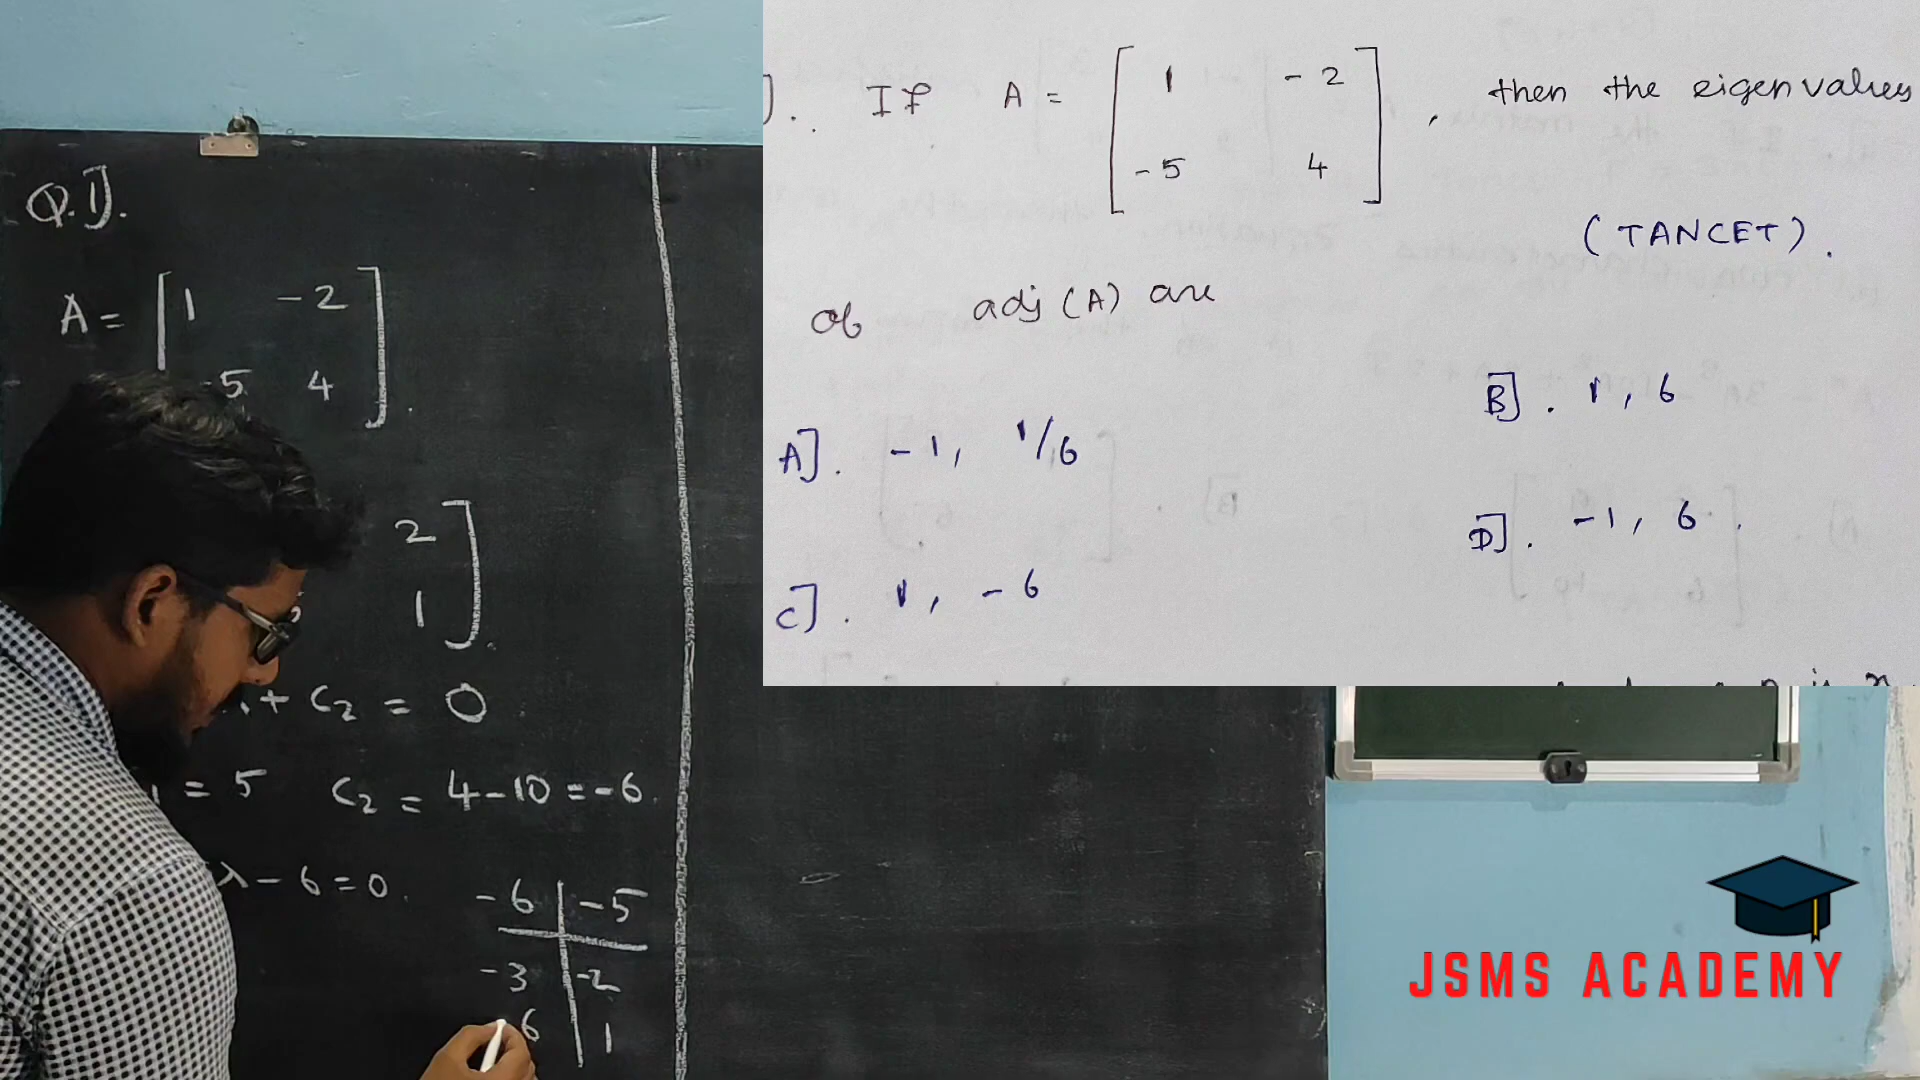 Q.1].
A = [ 1 -2
-5 4 ].
2
1 ].
+ C2 = 0
1 = 5 C2 = 4-10 = -6.
λ - 6 = 0.
-6 | -5
-3 | -2
6 | 1
]. If A = [ 1 -2
-5 4 ], then the eigen values
(TANCET).
of adj (A) are
A]. -1, 1/6
B]. 1, 6
C]. 1, -6
D]. -1, 6.
JSMS ACADEMY